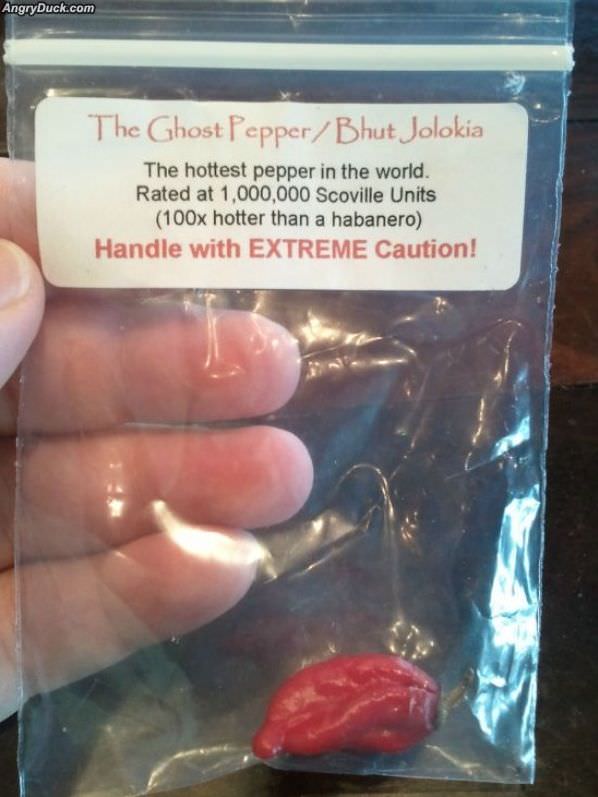 AngryDuck.com
The Ghost Pepper/Bhut Jolokia
The hottest pepper in the world.
Rated at 1,000,000 Scoville Units
(100x hotter than a habanero)
Handle with EXTREME Caution!